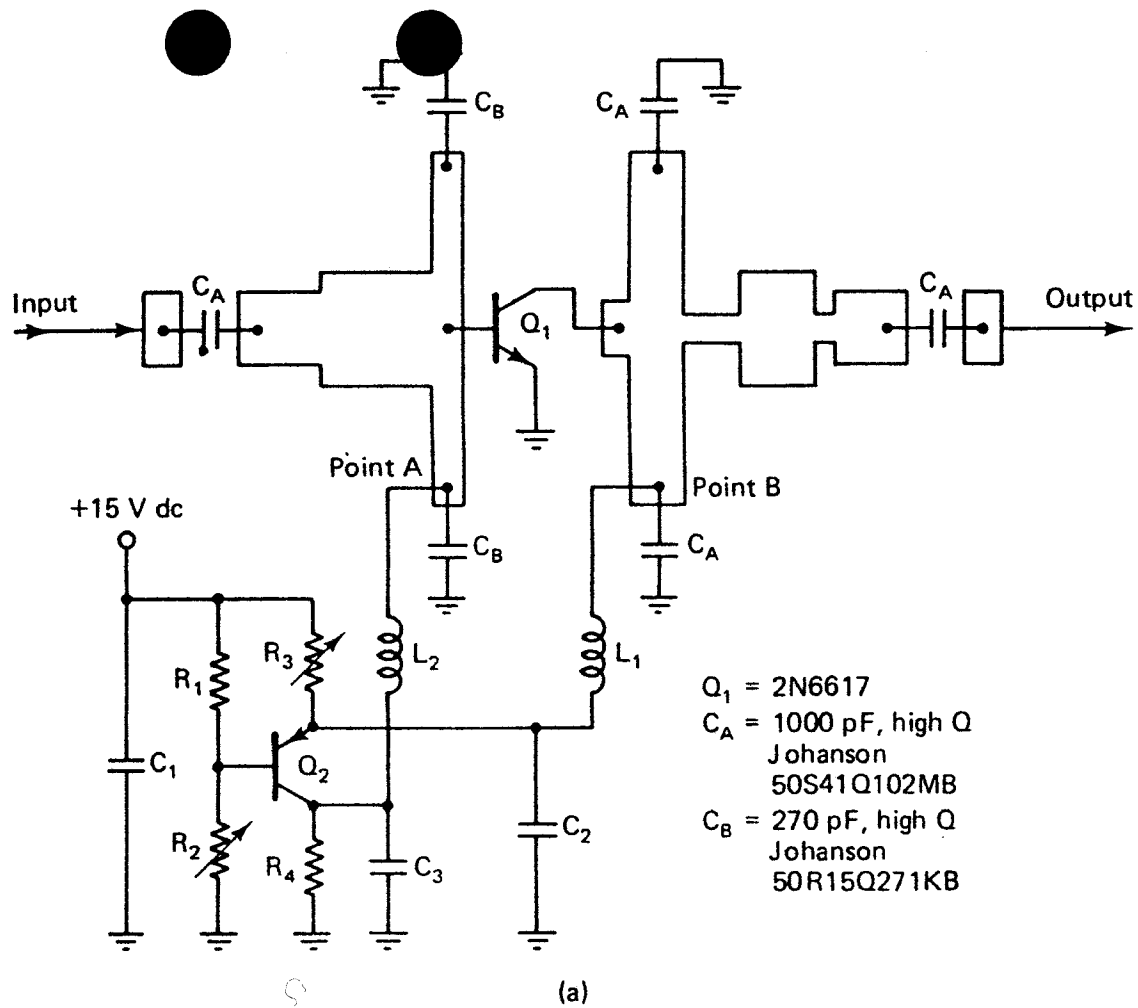 C_B
C_A
Input
C_A
Q_1
C_A
Output
Point A
Point B
+15 V dc
C_B
C_A
R_3
L_2
L_1
R_1
Q_1 = 2N6617
C_A = 1000 pF, high Q
Johanson
50S41Q102MB
C_B = 270 pF, high Q
Johanson
50R15Q271KB
C_1
Q_2
C_2
R_2
R_4
C_3
(a)